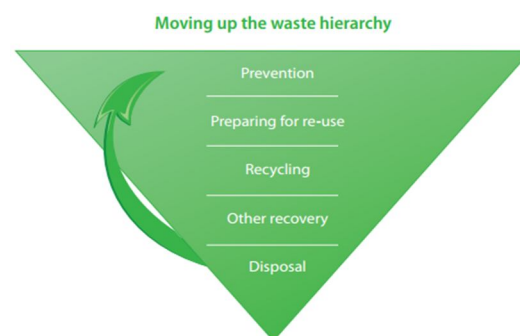 Moving up the waste hierarchy
Prevention
Preparing for re-use
Recycling
Other recovery
Disposal